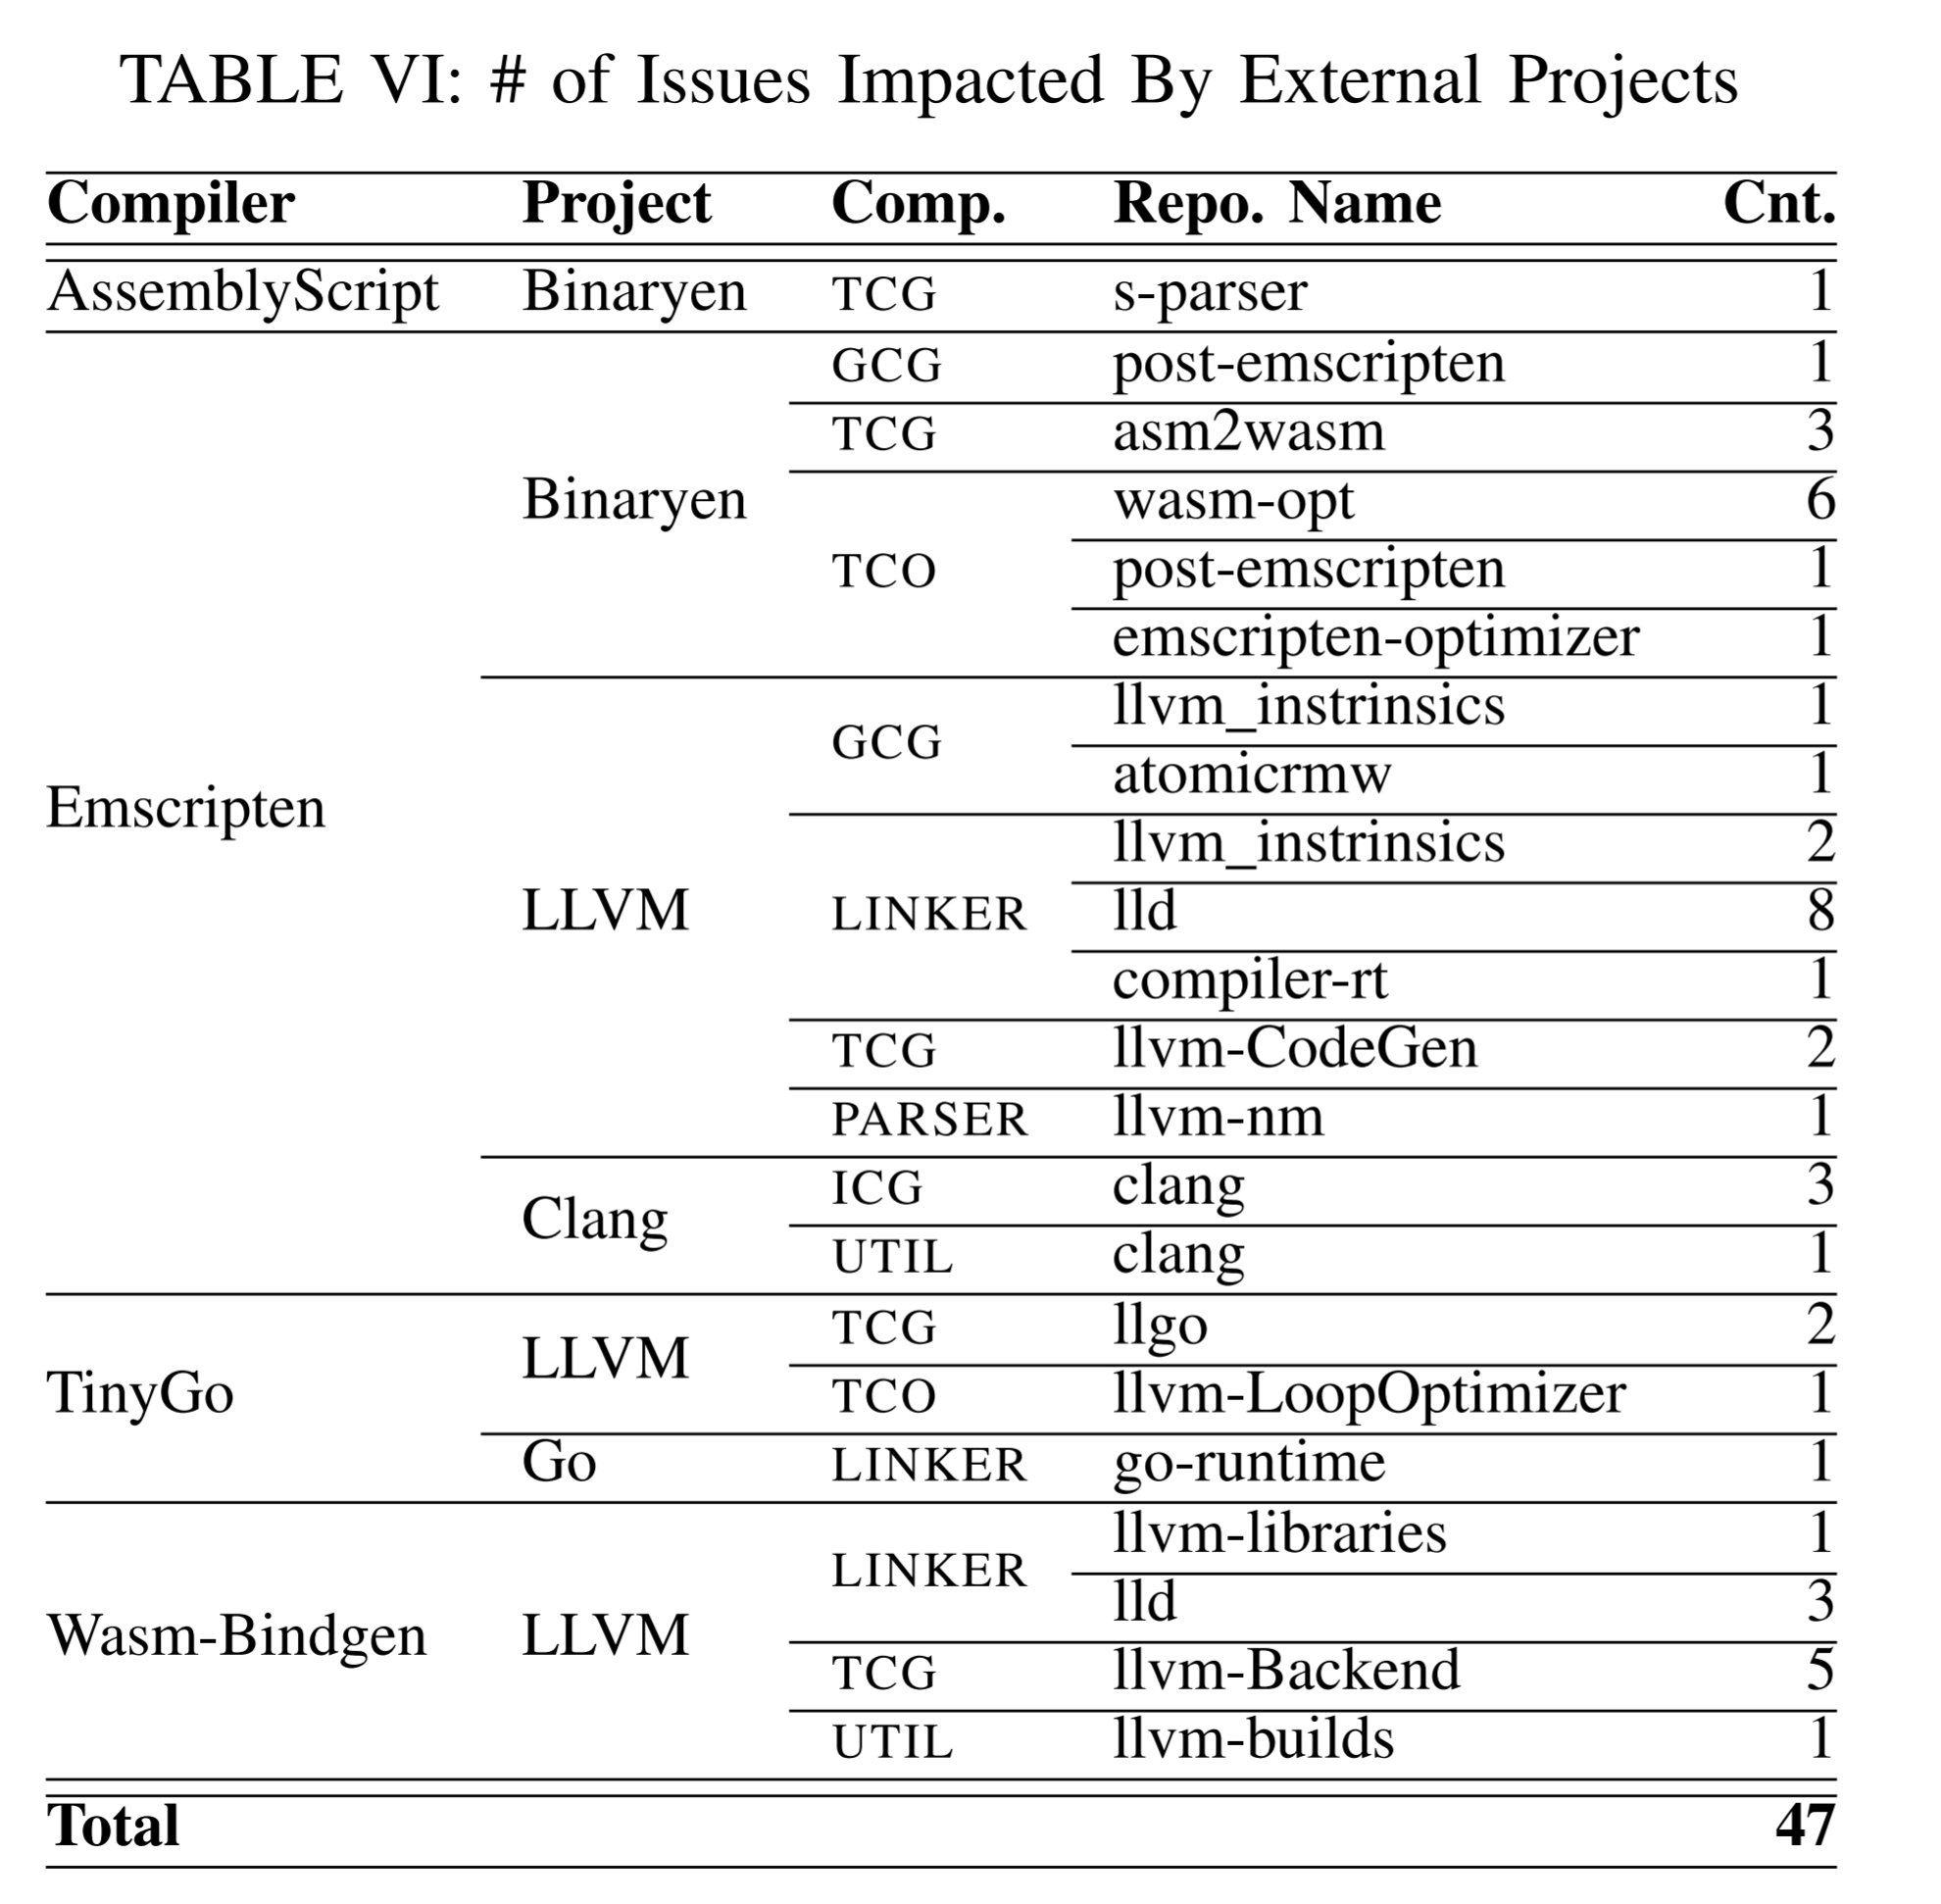 TABLE VI: # of Issues Impacted By External Projects
Compiler Project Comp. Repo. Name Cnt.
AssemblyScript Binaryen TCG s-parser 1
GCG post-emscripten 1
TCG asm2wasm 3
Binaryen wasm-opt 6
TCO post-emscripten 1
emscripten-optimizer 1
llvm_instrinsics 1
GCG
atomicrmw 1
Emscripten
llvm_instrinsics 2
LLVM LINKER lld 8
compiler-rt 1
TCG llvm-CodeGen 2
PARSER llvm-nm 1
ICG clang 3
Clang
UTIL clang 1
TCG llgo 2
LLVM
TinyGo TCO llvm-LoopOptimizer 1
Go LINKER go-runtime 1
llvm-libraries 1
LINKER
lld 3
Wasm-Bindgen LLVM
TCG llvm-Backend 5
UTIL llvm-builds 1
Total 47